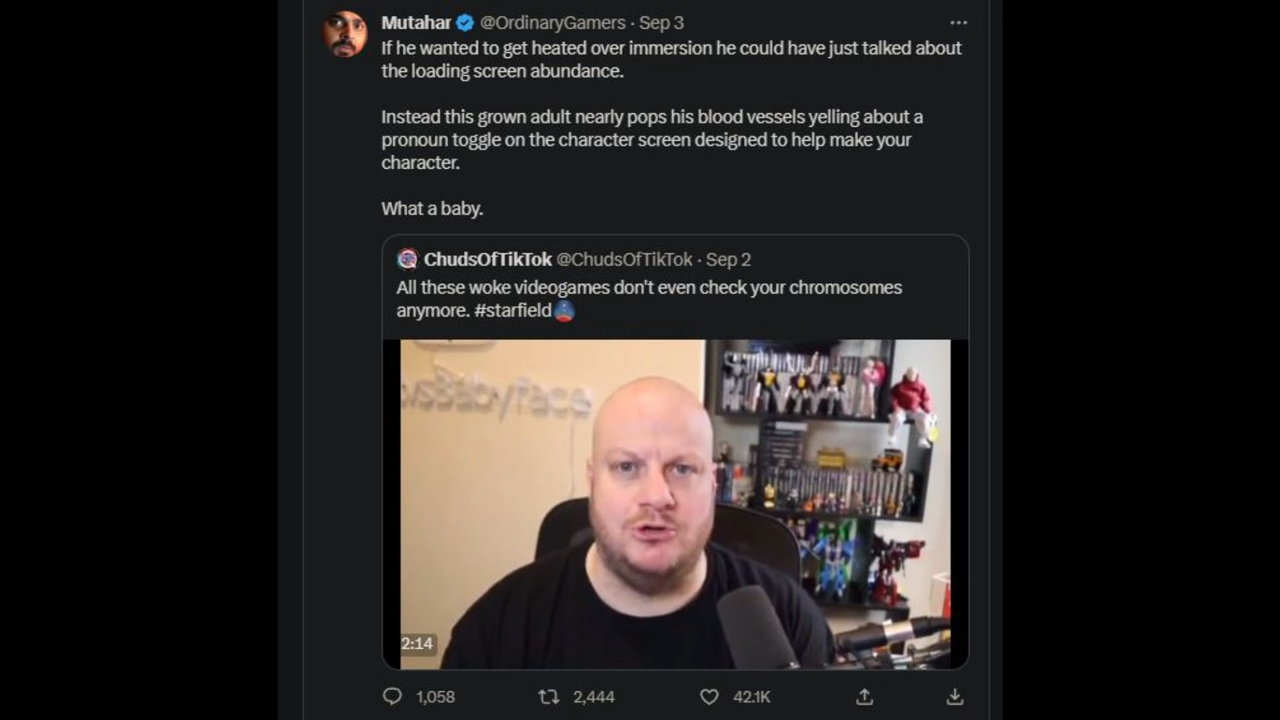 Mutahar @OrdinaryGamers · Sep 3
If he wanted to get heated over immersion he could have just talked about
the loading screen abundance.
Instead this grown adult nearly pops his blood vessels yelling about a
pronoun toggle on the character screen designed to help make your
character.
What a baby.
ChudsOfTikTok @ChudsOfTikTok · Sep 2
All these woke videogames don't even check your chromosomes
anymore. #starfield
Babyface
2:14
1,058 2,444 42.1K